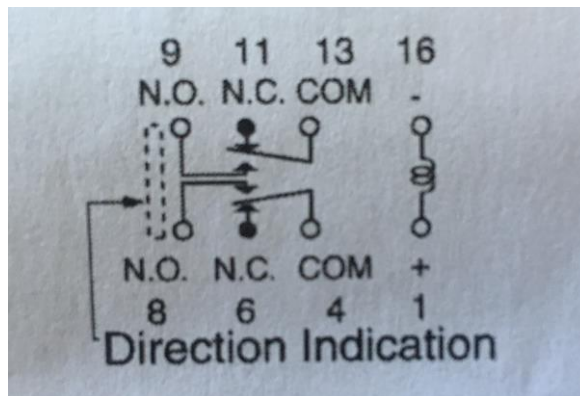 9 11 13 16
N.O. N.C. COM -
N.O. N.C. COM +
8 6 4 1
Direction Indication